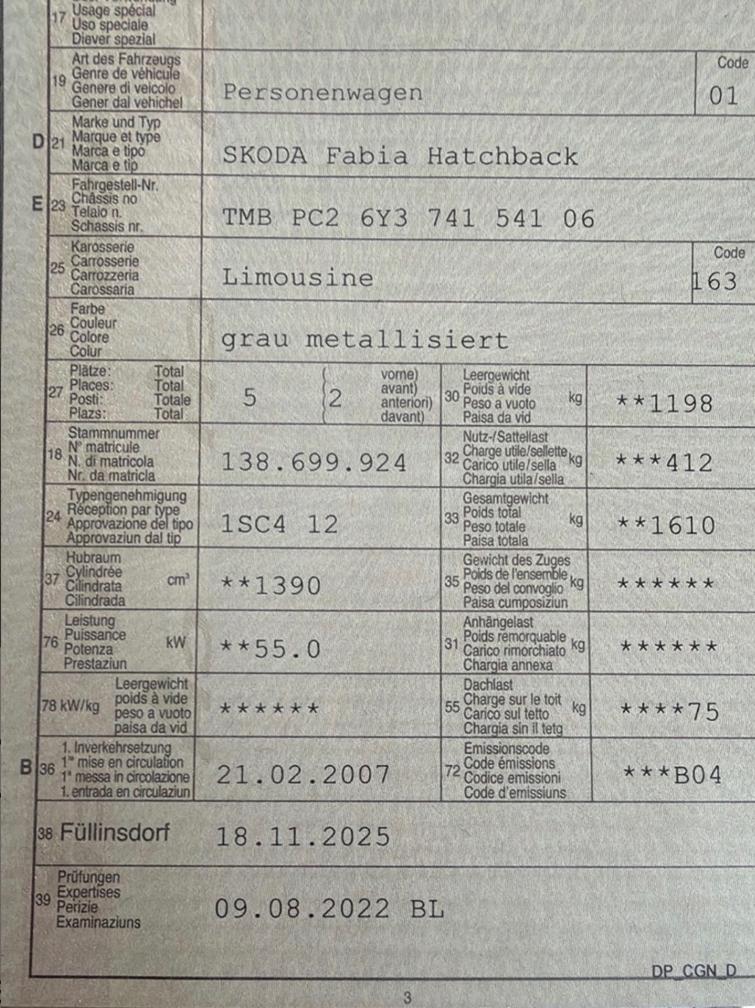 17 Usage spécial
Uso speciale
Diever spezial
Art des Fahrzeugs
19 Genre de véhicule
Genere di veicolo
Gener dal vehichel
Personenwagen
Code
01
Marke und Typ
D 21 Marque et type
Marca e tipo
Marca e tip
SKODA Fabia Hatchback
Fahrgestell-Nr.
E 23 Châssis no
Telaio n.
Schassis nr.
TMB PC2 6Y3 741 541 06
Karosserie
25 Carrosserie
Carrozzeria
Carossaria
Limousine
Code
163
Farbe
26 Couleur
Colore
Colur
grau metallisiert
Plätze: Total
27 Places: Total
Posti: Totale
Plazs: Total
5 2
vorne)
avant)
anteriori)
davant)
Leergewicht
30 Poids à vide kg
Peso a vuoto
Paisa da vid
**1198
Stammnummer
18 N° matricule
N. di matricola
Nr. da matricla
138.699.924
Nutz-/Sattellast
32 Charge utile/sellette kg
Carico utile/sella
Chargia utila/sella
***412
Typengenehmigung
24 Réception par type
Approvazione del tipo
Approvaziun dal tip
1SC4 12
Gesamtgewicht
33 Poids total kg
Peso totale
Paisa totala
**1610
Hubraum
37 Cylindrée cm³
Cilindrata
Cilindrada
**1390
Gewicht des Zuges
35 Poids de l'ensemble kg
Peso del convoglio
Paisa cumposiziun
******
Leistung
76 Puissance kW
Potenza
Prestaziun
**55.0
Anhängelast
31 Poids remorquable kg
Carico rimorchiato
Chargia annexa
******
Leergewicht
78 kW/kg poids à vide
peso a vuoto
paisa da vid
******
Dachlast
55 Charge sur le toit kg
Carico sul tetto
Chargia sin il tetg
****75
1. Inverkehrsetzung
B 36 1re mise en circulation
1a messa in circolazione
1. entrada en circulaziun
21.02.2007
Emissionscode
72 Code émissions
Codice emissioni
Code d'emissiuns
***B04
38 Füllinsdorf 18.11.2025
Prüfungen
39 Expertises
Perizie
Examinaziuns
09.08.2022 BL
DP_CGN_D
3